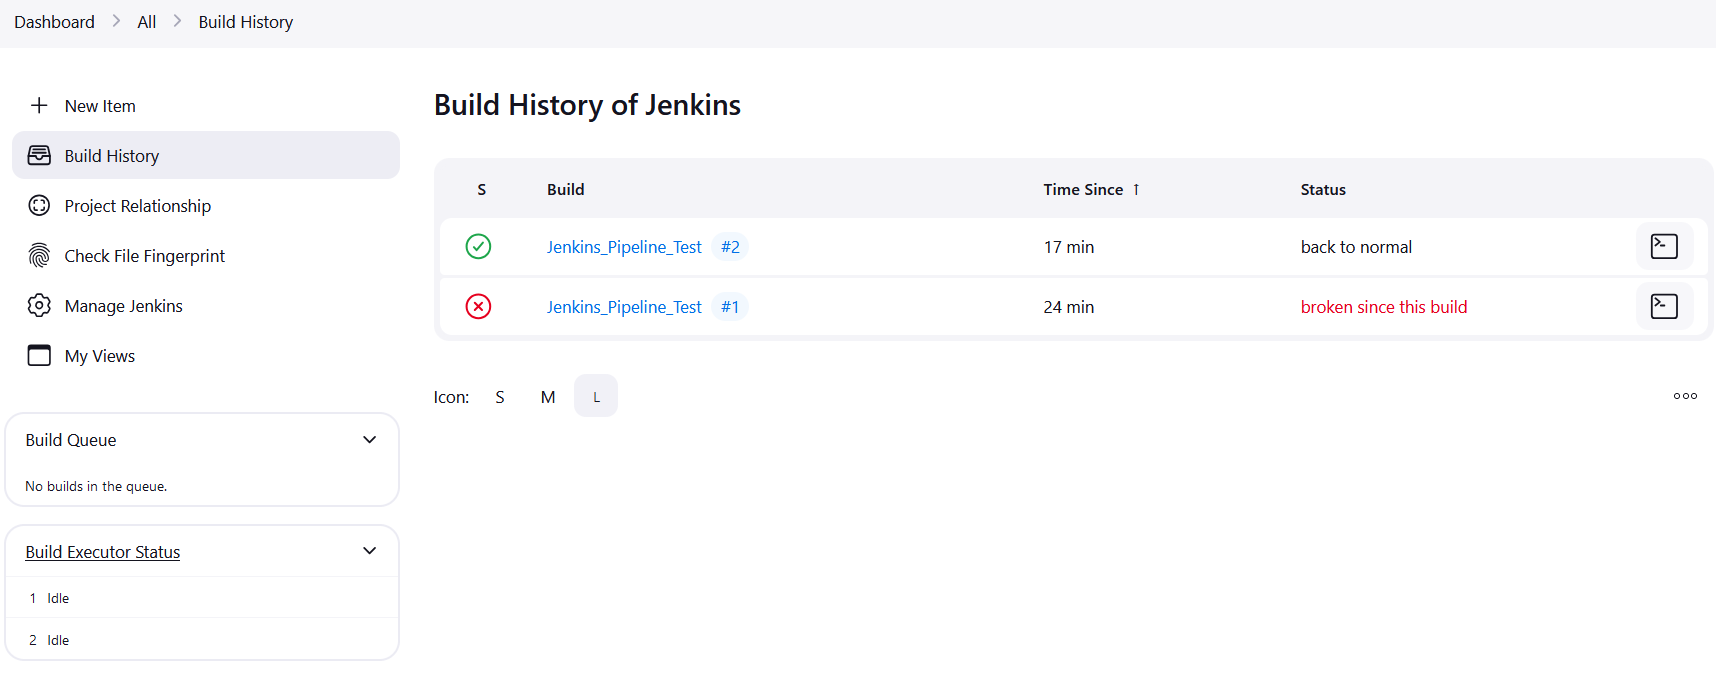 Dashboard > All > Build History
New Item
Build History
Project Relationship
Check File Fingerprint
Manage Jenkins
My Views
Build Queue
No builds in the queue.
Build Executor Status
1 Idle
2 Idle
Build History of Jenkins
S Build Time Since ↑ Status
Jenkins_Pipeline_Test #2 17 min back to normal
Jenkins_Pipeline_Test #1 24 min broken since this build
Icon: S M L